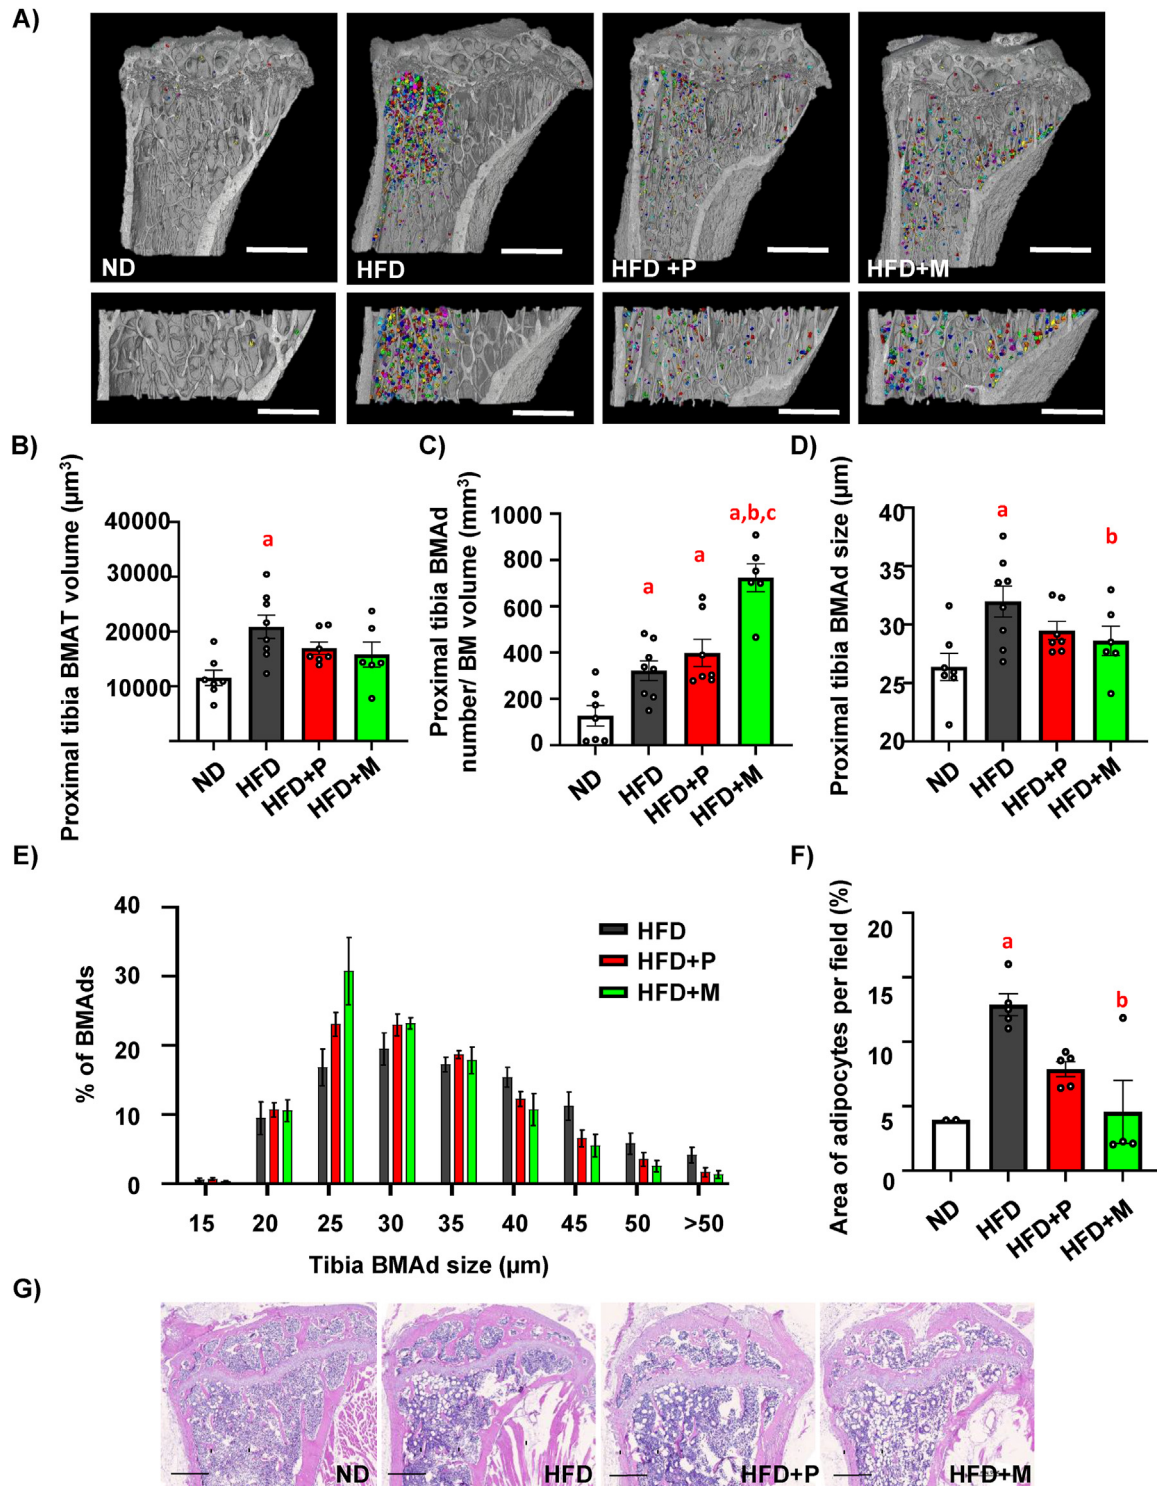 A)
ND
HFD
HFD +P
HFD+M
B)
Proximal tibia BMAT volume (µm³)
40000
30000
20000
10000
a
ND
HFD
HFD+P
HFD+M
C)
Proximal tibia BMAd
number/ BM volume (mm³)
1000
800
600
400
200
0
a
a
a,b,c
ND
HFD
HFD+P
HFD+M
D)
Proximal tibia BMAd size (µm)
40
35
30
25
20
a
b
ND
HFD
HFD+P
HFD+M
E)
% of BMAds
40
30
20
10
0
HFD
HFD+P
HFD+M
15 20 25 30 35 40 45 50 >50
Tibia BMAd size (µm)
F)
Area of adipocytes per field (%)
20
15
10
5
0
a
b
ND
HFD
HFD+P
HFD+M
G)
ND
HFD
HFD+P
HFD+M